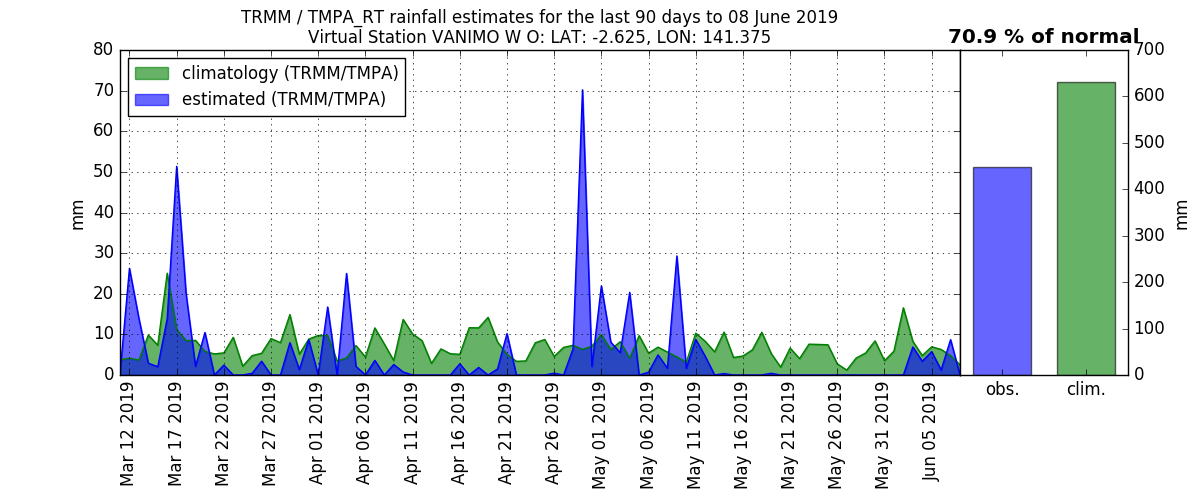 TRMM / TMPA_RT rainfall estimates for the last 90 days to 08 June 2019
Virtual Station VANIMO W O: LAT: -2.625, LON: 141.375
70.9 % of normal
climatology (TRMM/TMPA)
estimated (TRMM/TMPA)
80
70
60
50
40
30
20
10
0
mm
Mar 12 2019
Mar 17 2019
Mar 22 2019
Mar 27 2019
Apr 01 2019
Apr 06 2019
Apr 11 2019
Apr 16 2019
Apr 21 2019
Apr 26 2019
May 01 2019
May 06 2019
May 11 2019
May 16 2019
May 21 2019
May 26 2019
May 31 2019
Jun 05 2019
obs.
clim.
700
600
500
400
300
200
100
0
mm